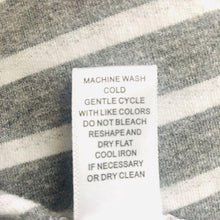 MACHINE WASH
COLD
GENTLE CYCLE
WITH LIKE COLORS
DO NOT BLEACH
RESHAPE AND
DRY FLAT
COOL IRON
IF NECESSARY
OR DRY CLEAN